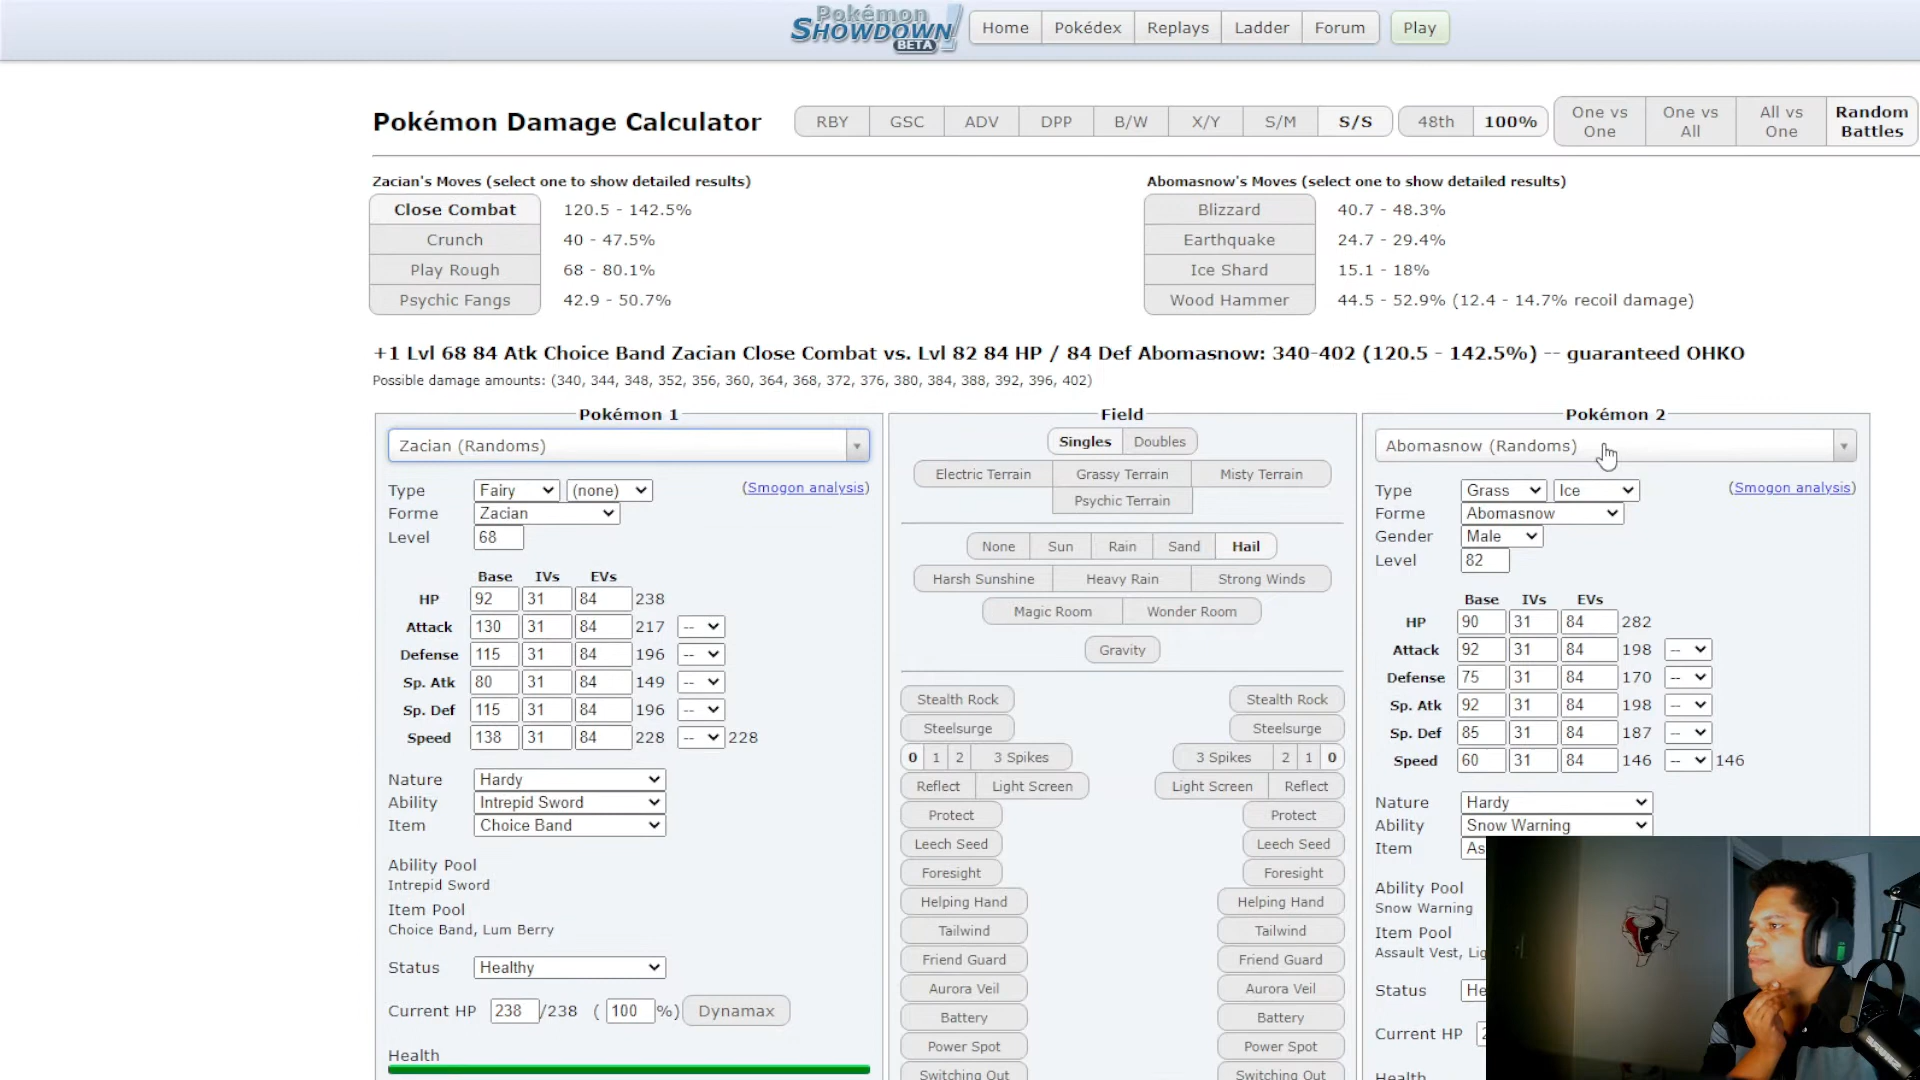 Pokémon
SHOWDOWN!
BETA
Home Pokédex Replays Ladder Forum Play
Pokémon Damage Calculator
RBY GSC ADV DPP B/W X/Y S/M S/S 48th 100% One vs One One vs All All vs One Random Battles
Zacian's Moves (select one to show detailed results)
Close Combat 120.5 - 142.5%
Crunch 40 - 47.5%
Play Rough 68 - 80.1%
Psychic Fangs 42.9 - 50.7%
Abomasnow's Moves (select one to show detailed results)
Blizzard 40.7 - 48.3%
Earthquake 24.7 - 29.4%
Ice Shard 15.1 - 18%
Wood Hammer 44.5 - 52.9% (12.4 - 14.7% recoil damage)
+1 Lvl 68 84 Atk Choice Band Zacian Close Combat vs. Lvl 82 84 HP / 84 Def Abomasnow: 340-402 (120.5 - 142.5%) -- guaranteed OHKO
Possible damage amounts: (340, 344, 348, 352, 356, 360, 364, 368, 372, 376, 380, 384, 388, 392, 396, 402)
Pokémon 1
Zacian (Randoms)
Type Fairy (none) (Smogon analysis)
Forme Zacian
Level 68
Base IVs EVs
HP 92 31 84 238
Attack 130 31 84 217 --
Defense 115 31 84 196 --
Sp. Atk 80 31 84 149 --
Sp. Def 115 31 84 196 --
Speed 138 31 84 228 -- 228
Nature Hardy
Ability Intrepid Sword
Item Choice Band
Ability Pool
Intrepid Sword
Item Pool
Choice Band, Lum Berry
Status Healthy
Current HP 238 /238 ( 100 %) Dynamax
Health
Field
Singles Doubles
Electric Terrain Grassy Terrain Misty Terrain
Psychic Terrain
None Sun Rain Sand Hail
Harsh Sunshine Heavy Rain Strong Winds
Magic Room Wonder Room
Gravity
Stealth Rock Stealth Rock
Steelsurge Steelsurge
0 1 2 3 Spikes 3 Spikes 2 1 0
Reflect Light Screen Light Screen Reflect
Protect Protect
Leech Seed Leech Seed
Foresight Foresight
Helping Hand Helping Hand
Tailwind Tailwind
Friend Guard Friend Guard
Aurora Veil Aurora Veil
Battery Battery
Power Spot Power Spot
Switching Out Switching Out
Pokémon 2
Abomasnow (Randoms)
Type Grass Ice (Smogon analysis)
Forme Abomasnow
Gender Male
Level 82
Base IVs EVs
HP 90 31 84 282
Attack 92 31 84 198 --
Defense 75 31 84 170 --
Sp. Atk 92 31 84 198 --
Sp. Def 85 31 84 187 --
Speed 60 31 84 146 -- 146
Nature Hardy
Ability Snow Warning
Item As
Ability Pool
Snow Warning
Item Pool
Assault Vest, Lig
Status He
Current HP 2
Health